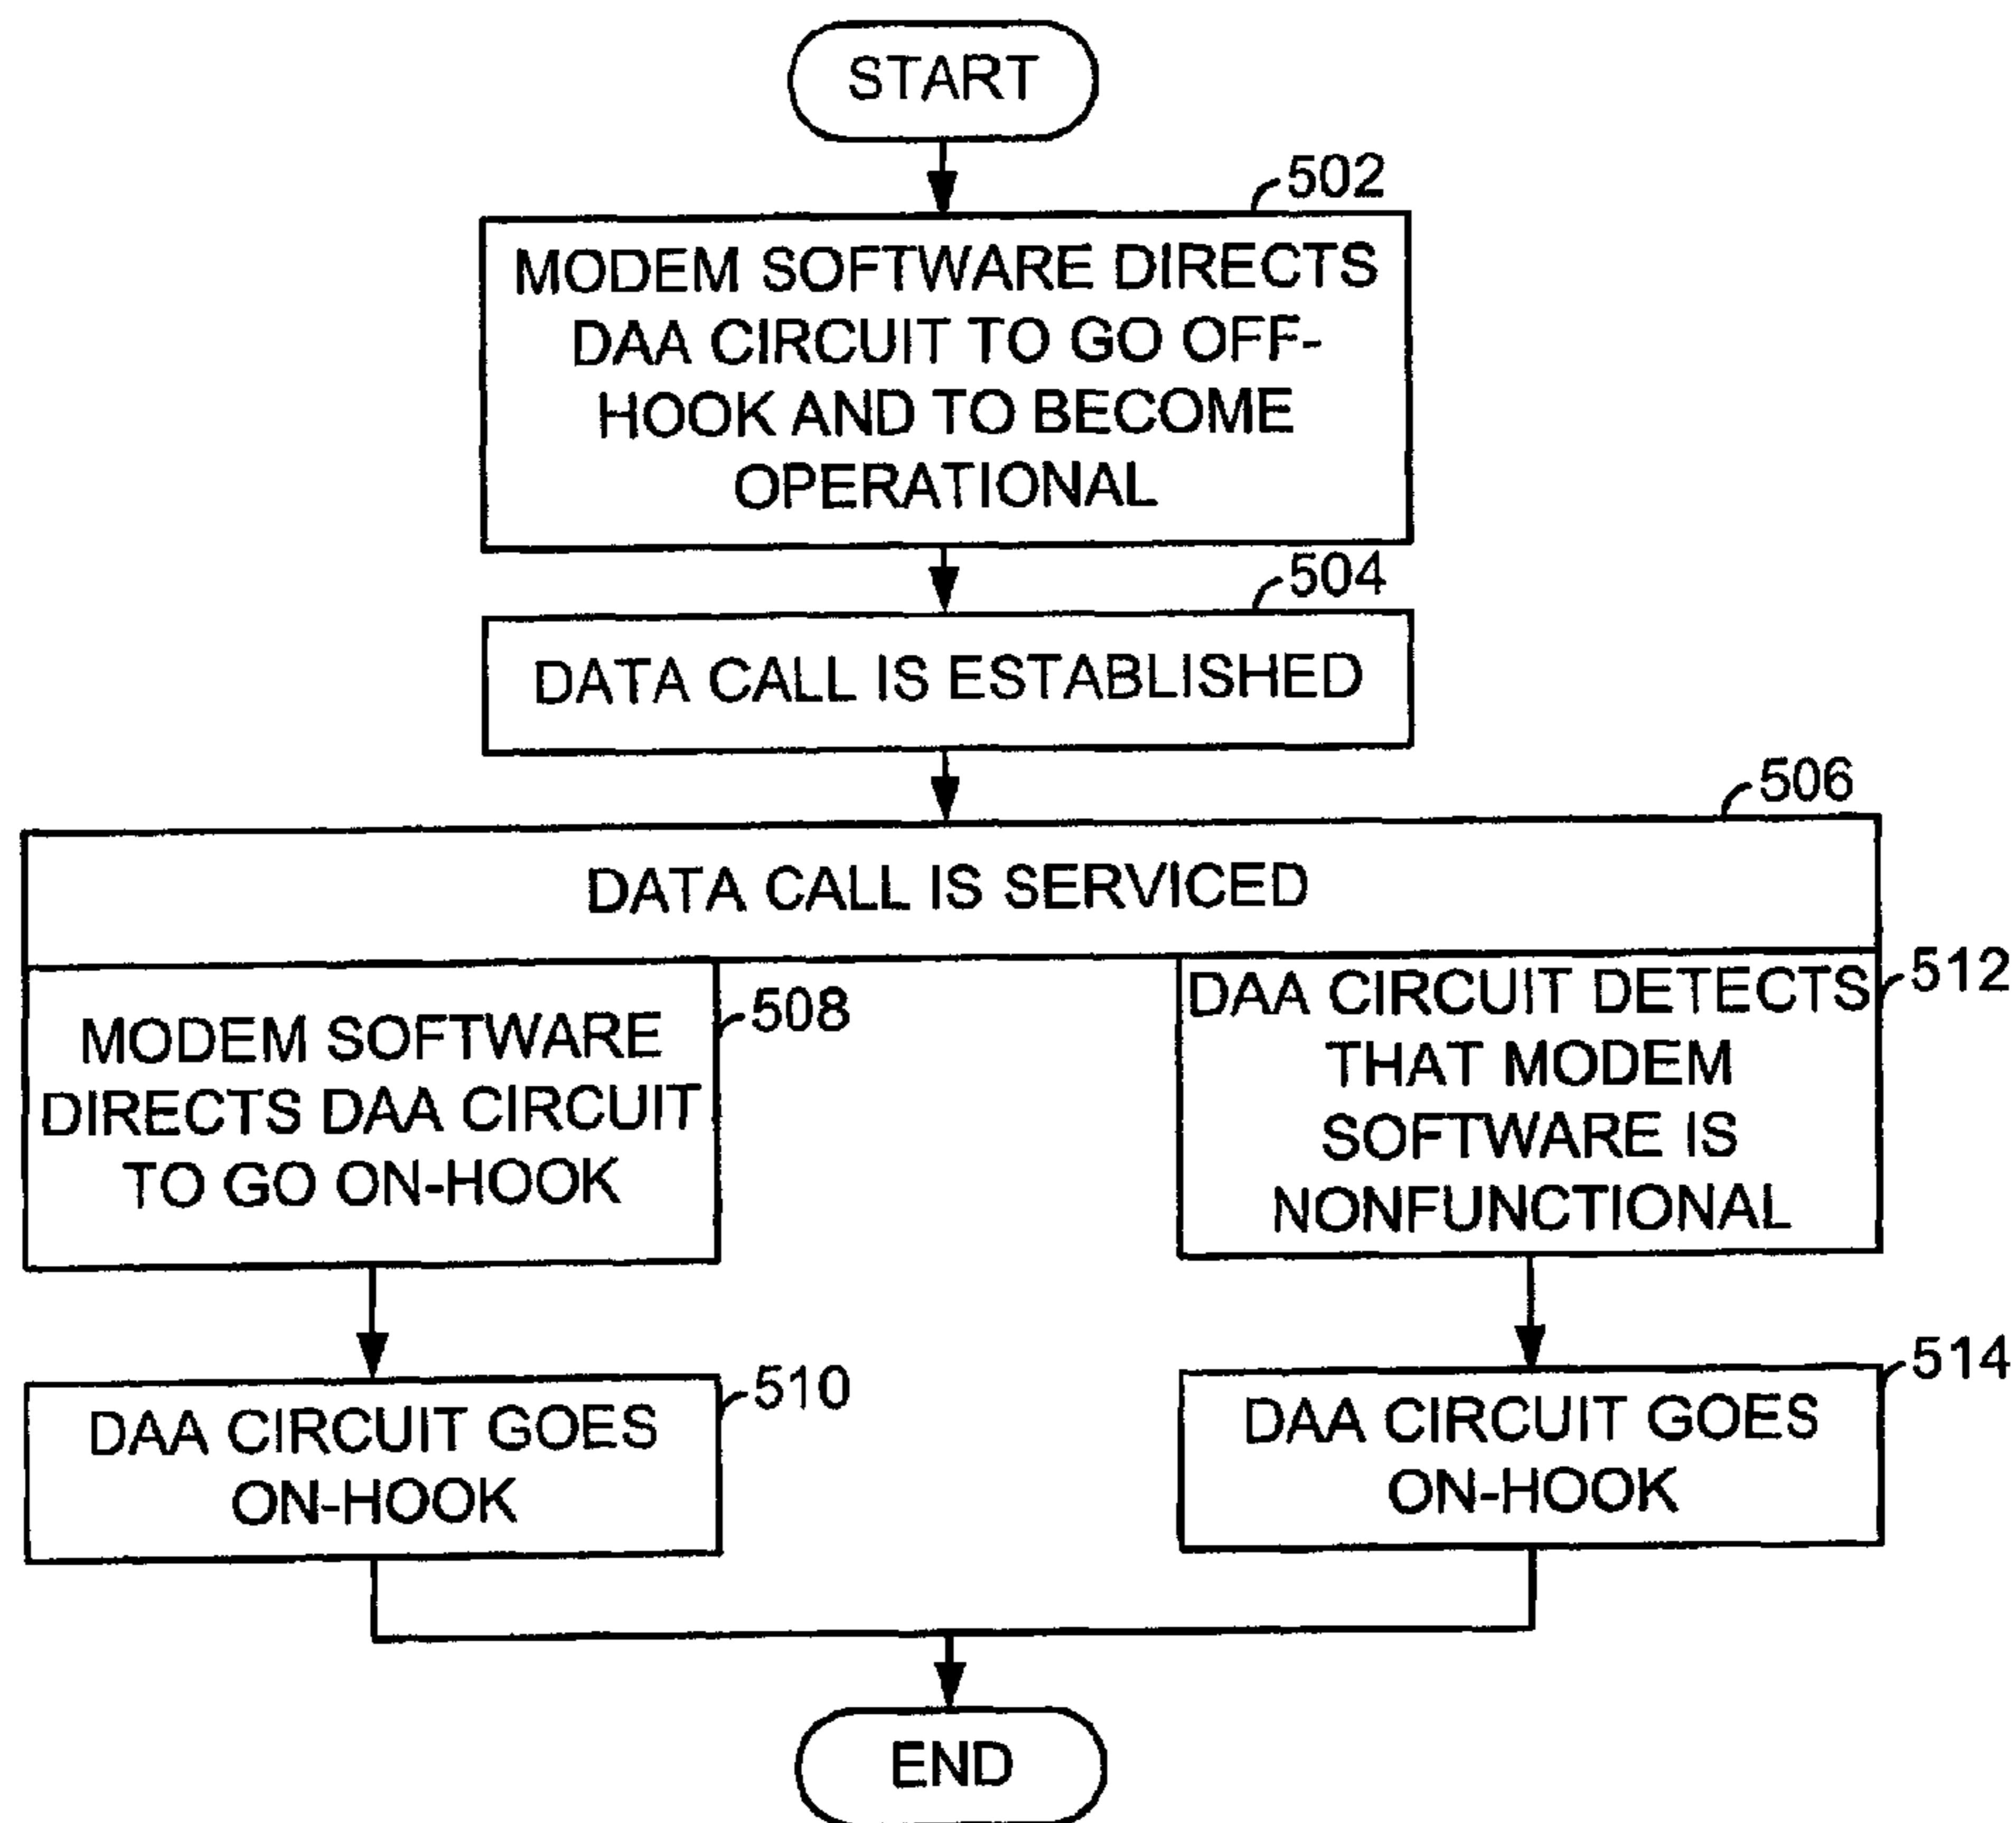 START
502
MODEM SOFTWARE DIRECTS
DAA CIRCUIT TO GO OFF-
HOOK AND TO BECOME
OPERATIONAL
504
DATA CALL IS ESTABLISHED
506
DATA CALL IS SERVICED
508
MODEM SOFTWARE
DIRECTS DAA CIRCUIT
TO GO ON-HOOK
512
DAA CIRCUIT DETECTS
THAT MODEM
SOFTWARE IS
NONFUNCTIONAL
510
DAA CIRCUIT GOES
ON-HOOK
514
DAA CIRCUIT GOES
ON-HOOK
END